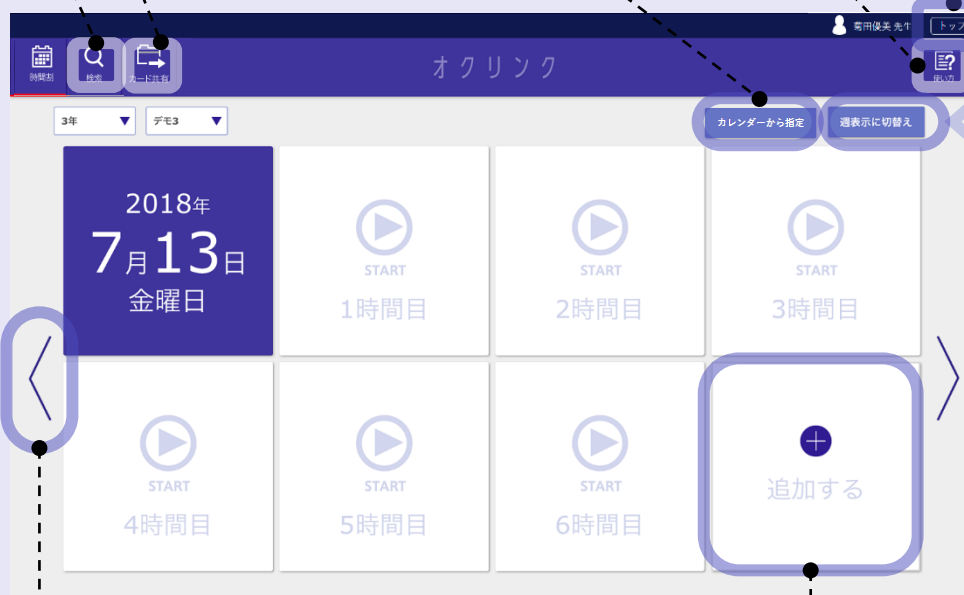 菅田優美 先生
トップ
時間割
検索
カード共有
オクリンク
使い方
3年
デモ3
カレンダーから指定
週表示に切替え
2018年
7月13日
金曜日
START
1時間目
START
2時間目
START
3時間目
START
4時間目
START
5時間目
START
6時間目
追加する